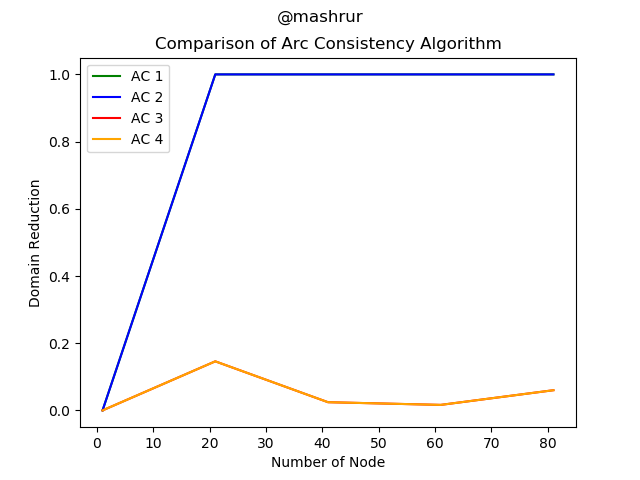 @mashrur
Comparison of Arc Consistency Algorithm
AC 1
AC 2
AC 3
AC 4
1.0
0.8
0.6
0.4
0.2
0.0
Domain Reduction
0 10 20 30 40 50 60 70 80
Number of Node